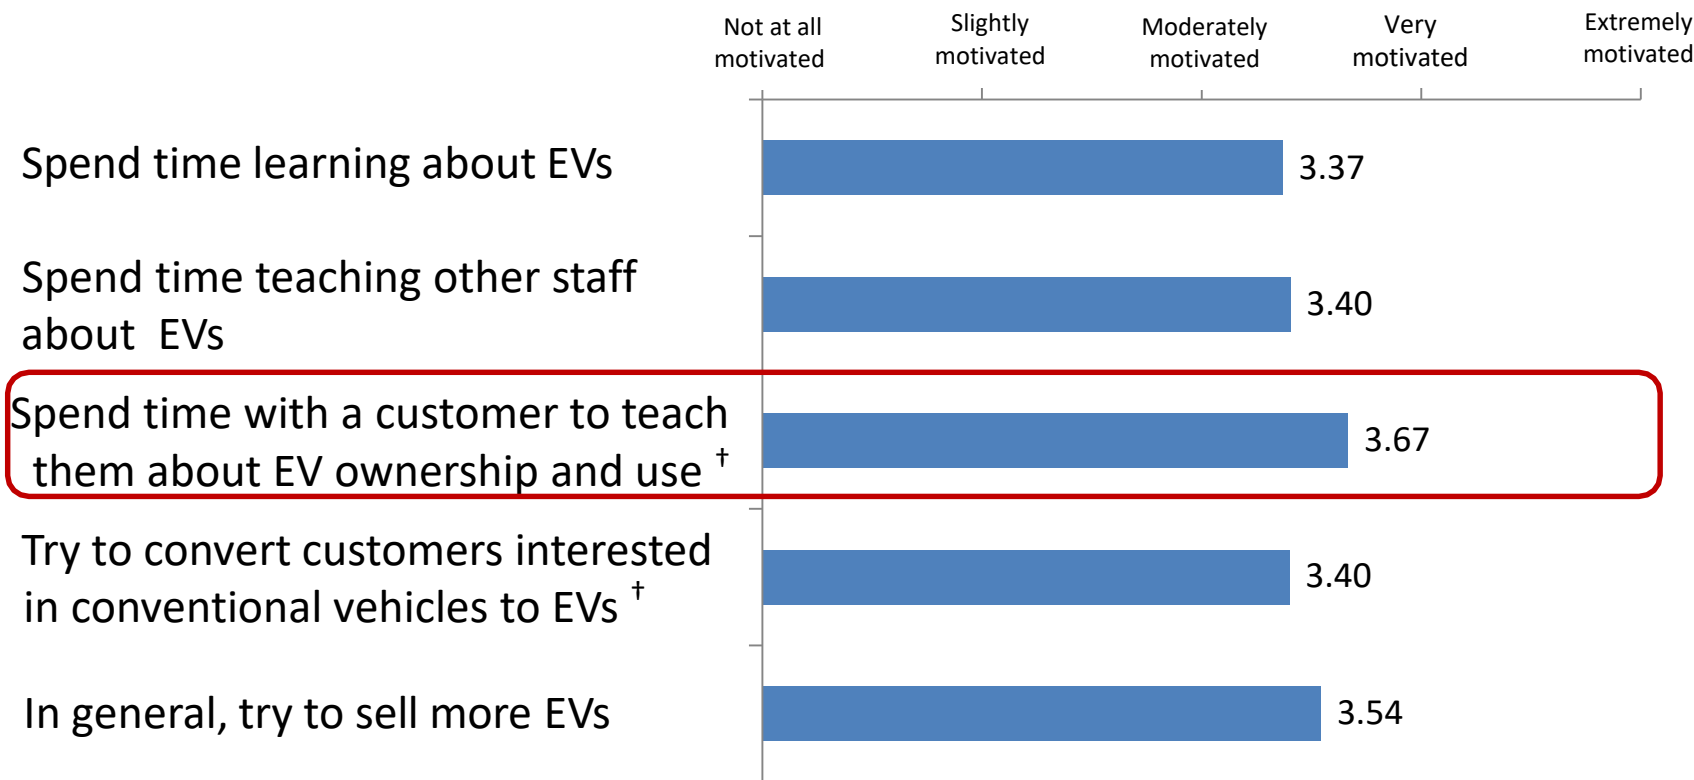 Not at all
motivated
Slightly
motivated
Moderately
motivated
Very
motivated
Extremely
motivated
Spend time learning about EVs
3.37
Spend time teaching other staff
about  EVs
3.40
Spend time with a customer to teach
them about EV ownership and use †
3.67
Try to convert customers interested
in conventional vehicles to EVs †
3.40
In general, try to sell more EVs
3.54